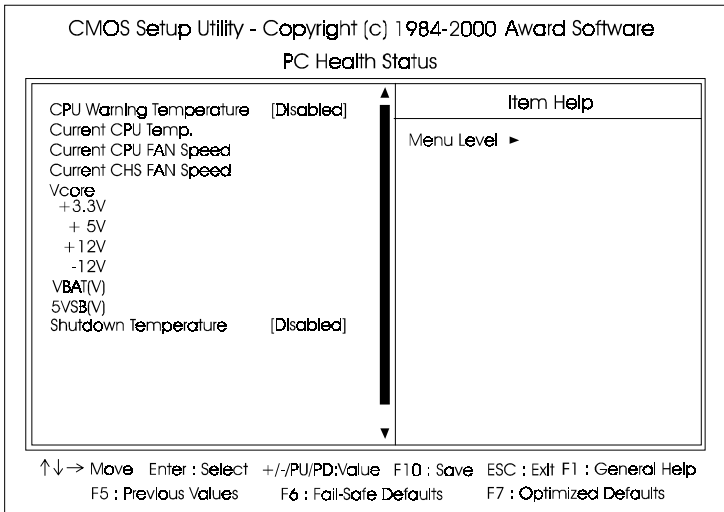 CMOS Setup Utility - Copyright (c) 1984-2000 Award Software
PC Health Status
CPU Warning Temperature [Disabled]
Current CPU Temp.
Current CPU FAN Speed
Current CHS FAN Speed
Vcore
+3.3V
+ 5V
+12V
-12V
VBAT(V)
5VSB(V)
Shutdown Temperature [Disabled]
Item Help
Menu Level ►
↑↓→ Move Enter : Select +/-/PU/PD:Value F10 : Save ESC : Exit F1 : General Help
F5 : Previous Values F6 : Fail-Safe Defaults F7 : Optimized Defaults